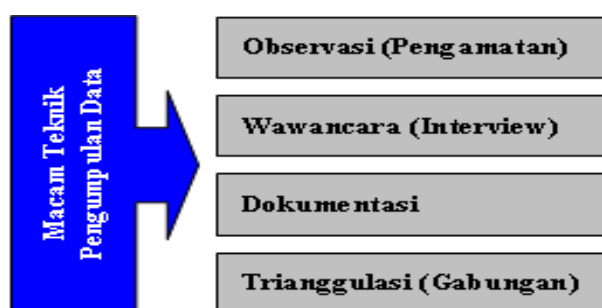 Macam Teknik
Pengumpulan Data
Observasi (Pengamatan)
Wawancara (Interview)
Dokumentasi
Trianggulasi (Gabungan)